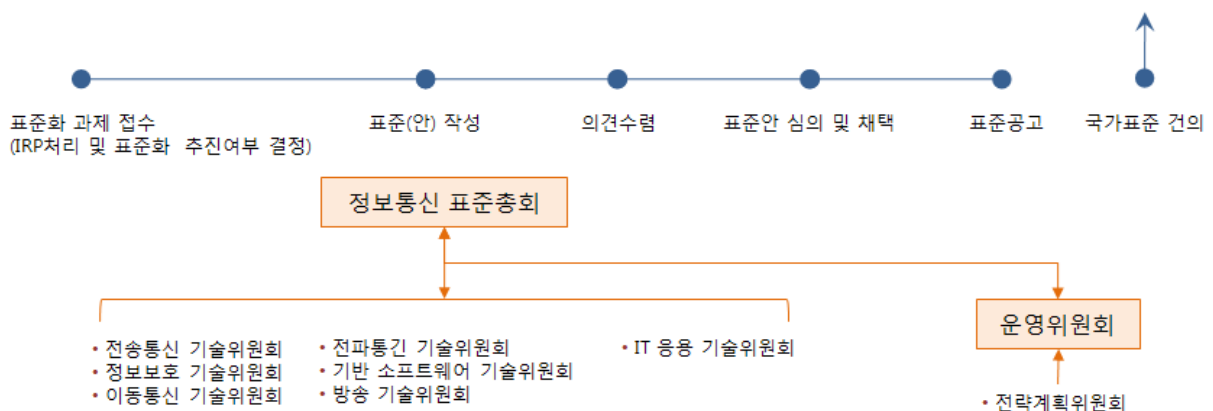 표준화 과제 접수
(IRP처리 및 표준화 추진여부 결정)
표준(안) 작성
의견수렴
표준안 심의 및 채택
표준공고
국가표준 건의
정보통신 표준총회
운영위원회
• 전송통신 기술위원회
• 정보보호 기술위원회
• 이동통신 기술위원회
• 전파통긴 기술위원회
• 기반 소프트웨어 기술위원회
• 방송 기술위원회
• IT 응용 기술위원회
• 전략계획위원회